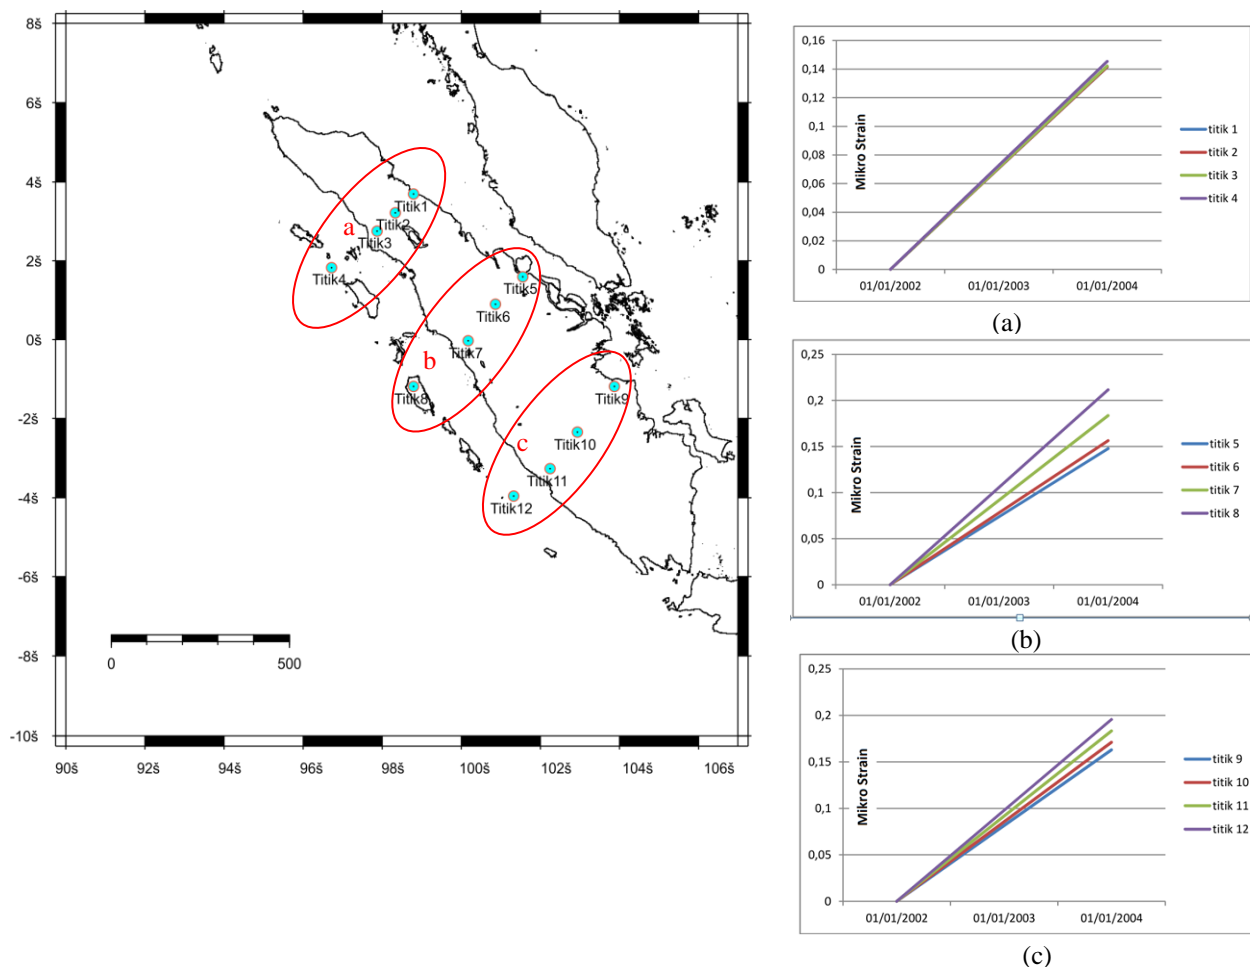 8š
6š
4š
2š
0š
-2š
-4š
-6š
-8š
-10š
90š 92š 94š 96š 98š 100š 102š 104š 106š
0 500
a
Titik1
Titik2
Titik3
Titik4
b
Titik5
Titik6
Titik7
Titik8
c
Titik9
Titik10
Titik11
Titik12
0,16
0,14
0,12
0,1
0,08
0,06
0,04
0,02
0
Mikro Strain
01/01/2002 01/01/2003 01/01/2004
titik 1
titik 2
titik 3
titik 4
(a)
0,25
0,2
0,15
0,1
0,05
0
Mikro Strain
01/01/2002 01/01/2003 01/01/2004
titik 5
titik 6
titik 7
titik 8
(b)
0,25
0,2
0,15
0,1
0,05
0
Mikro Strain
01/01/2002 01/01/2003 01/01/2004
titik 9
titik 10
titik 11
titik 12
(c)